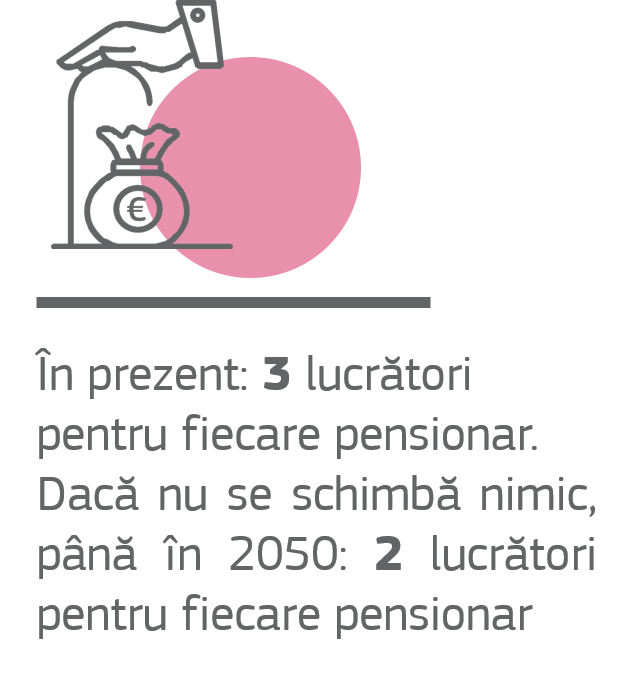 €
În prezent: 3 lucrători
pentru fiecare pensionar.
Dacă nu se schimbă nimic,
până în 2050: 2 lucrători
pentru fiecare pensionar